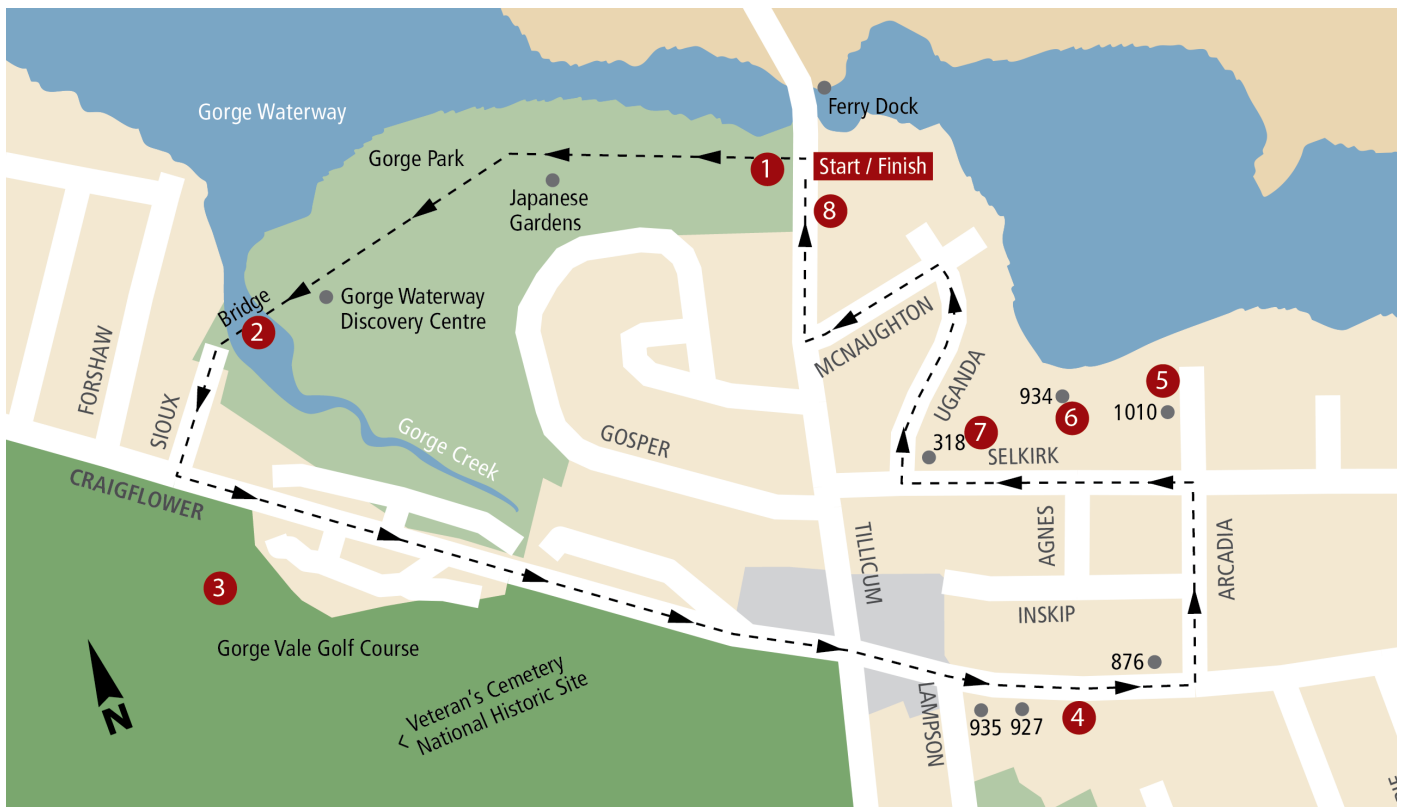 Gorge Waterway
Ferry Dock
Gorge Park
1
Start / Finish
Japanese
Gardens
8
Gorge Waterway
Discovery Centre
Bridge
2
MCNAUGHTON
FORSHAW
SIOUX
UGANDA
5
934
6
1010
7
318
GOSPER
SELKIRK
Gorge Creek
CRAIGFLOWER
TILLICUM
AGNES
ARCADIA
3
INSKIP
Gorge Vale Golf Course
876
< Veteran's Cemetery
National Historic Site
LAMPSON
4
935
927
N